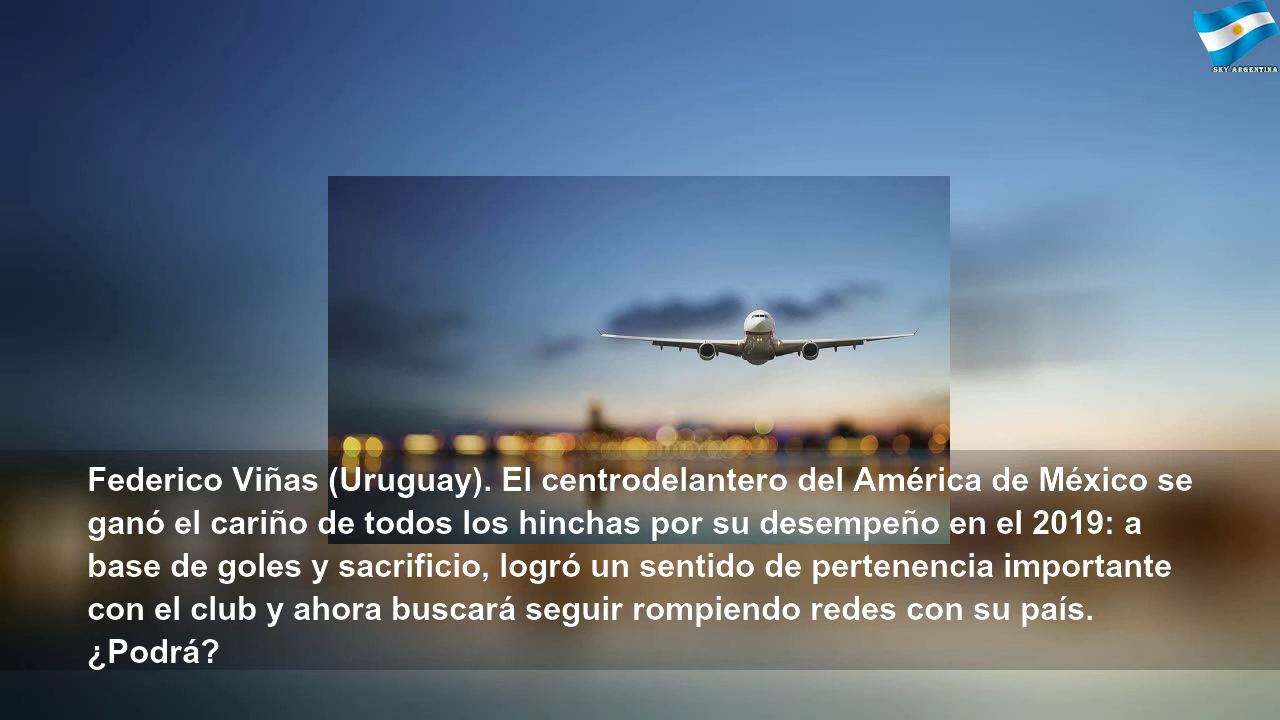 SKY ARGENTINA
Federico Viñas (Uruguay). El centrodelantero del América de México se
ganó el cariño de todos los hinchas por su desempeño en el 2019: a
base de goles y sacrificio, logró un sentido de pertenencia importante
con el club y ahora buscará seguir rompiendo redes con su país.
¿Podrá?